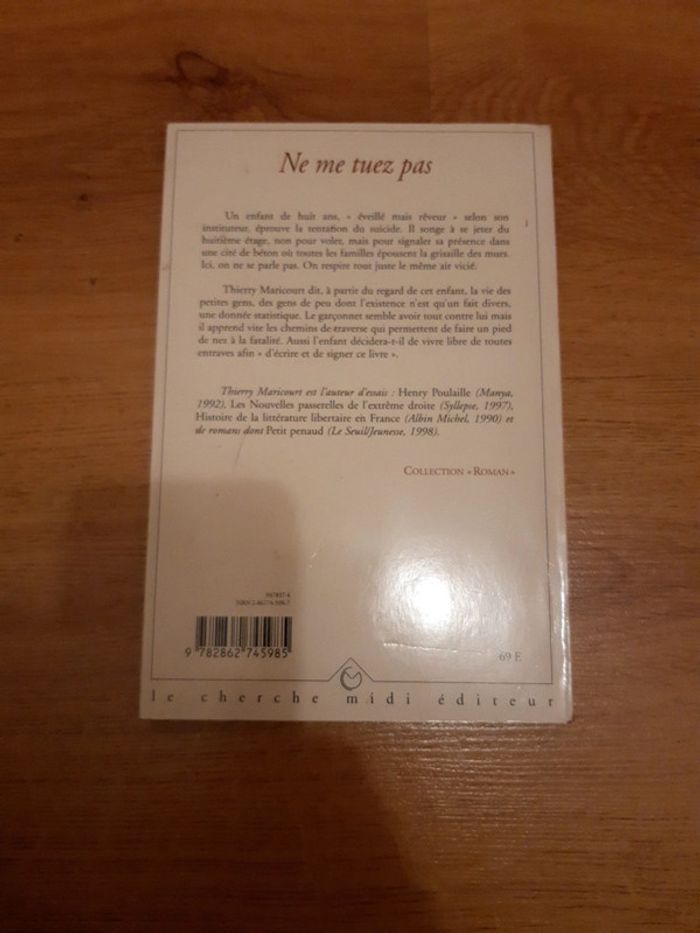 Ne me tuez pas
Un enfant de huit ans, « éveillé mais rêveur » selon son
instituteur, éprouve la tentation du suicide. Il songe à se jeter du
huitième étage, non pour voler, mais pour signaler sa présence dans
une cité de béton où toutes les familles épousent la grisaille des murs.
Ici, on ne se parle pas. On respire tout juste le même air vicié.
Thierry Maricourt dit, à partir du regard de cet enfant, la vie des
petites gens, des gens de peu dont l'existence n'est qu'un fait divers,
une donnée statistique. Le garçonnet semble avoir tout contre lui mais
il apprend vite les chemins de traverse qui permettent de faire un pied
de nez à la fatalité. Aussi l'enfant décidera-t-il de vivre libre de toutes
entraves afin « d'écrire et de signer ce livre ».
Thierry Maricourt est l'auteur d'essais : Henry Poulaille (Manya,
1992), Les Nouvelles passerelles de l'extrême droite (Syllepse, 1997),
Histoire de la littérature libertaire en France (Albin Michel, 1990) et
de romans dont Petit penaud (Le Seuil/Jeunesse, 1998).
COLLECTION « ROMAN »
ISBN 2-86274-598-7
9 782862 745985
69 F
le cherche midi éditeur